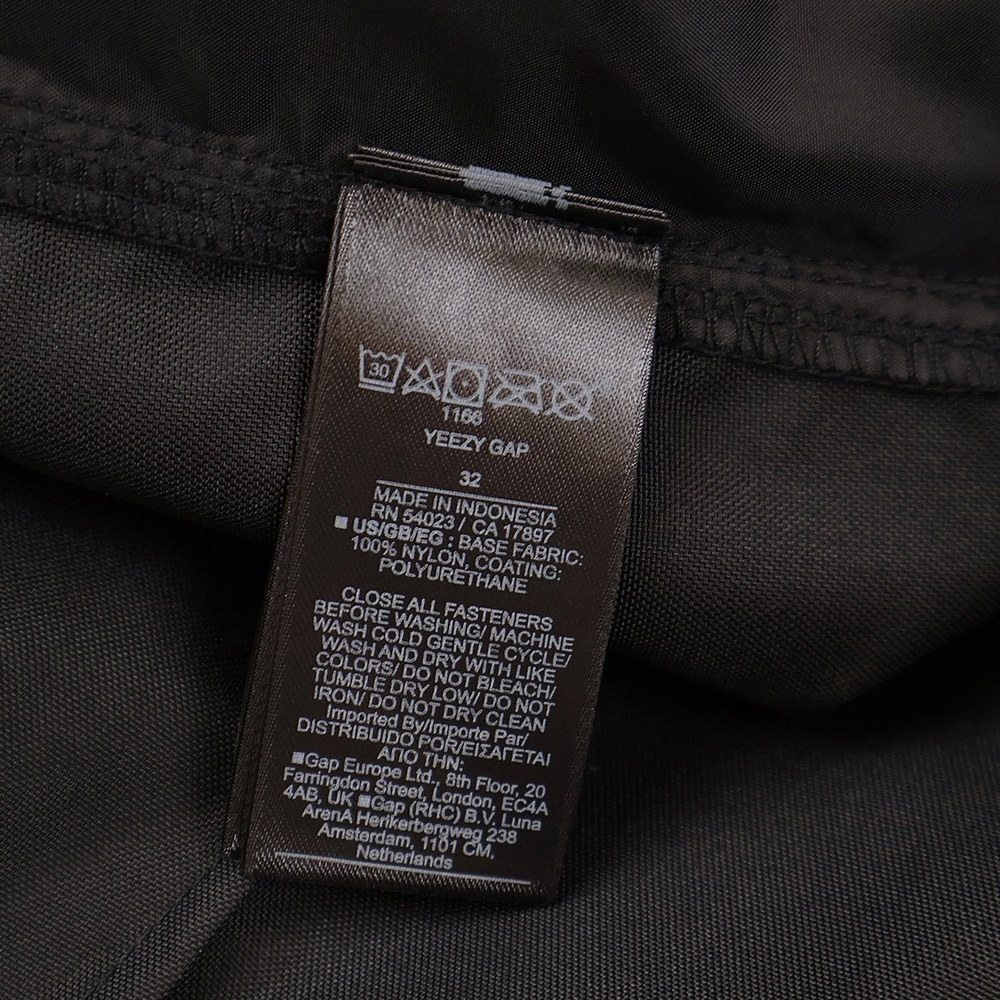 30
1166
YEEZY GAP
32
MADE IN INDONESIA
RN 54023 / CA 17897
■ US/GB/EG : BASE FABRIC:
100% NYLON, COATING:
POLYURETHANE
CLOSE ALL FASTENERS
BEFORE WASHING/ MACHINE
WASH COLD GENTLE CYCLE/
WASH AND DRY WITH LIKE
COLORS/ DO NOT BLEACH/
TUMBLE DRY LOW/ DO NOT
IRON/ DO NOT DRY CLEAN
Imported By/Importe Par/
DISTRIBUIDO POR/ΕΙΣΑΓΕΤΑΙ
ΑΠΟ ΤΗΝ:
■Gap Europe Ltd., 8th Floor, 20
Farringdon Street, London, EC4A
4AB, UK ■Gap (RHC) B.V. Luna
ArenA Herikerbergweg 238
Amsterdam, 1101 CM,
Netherlands